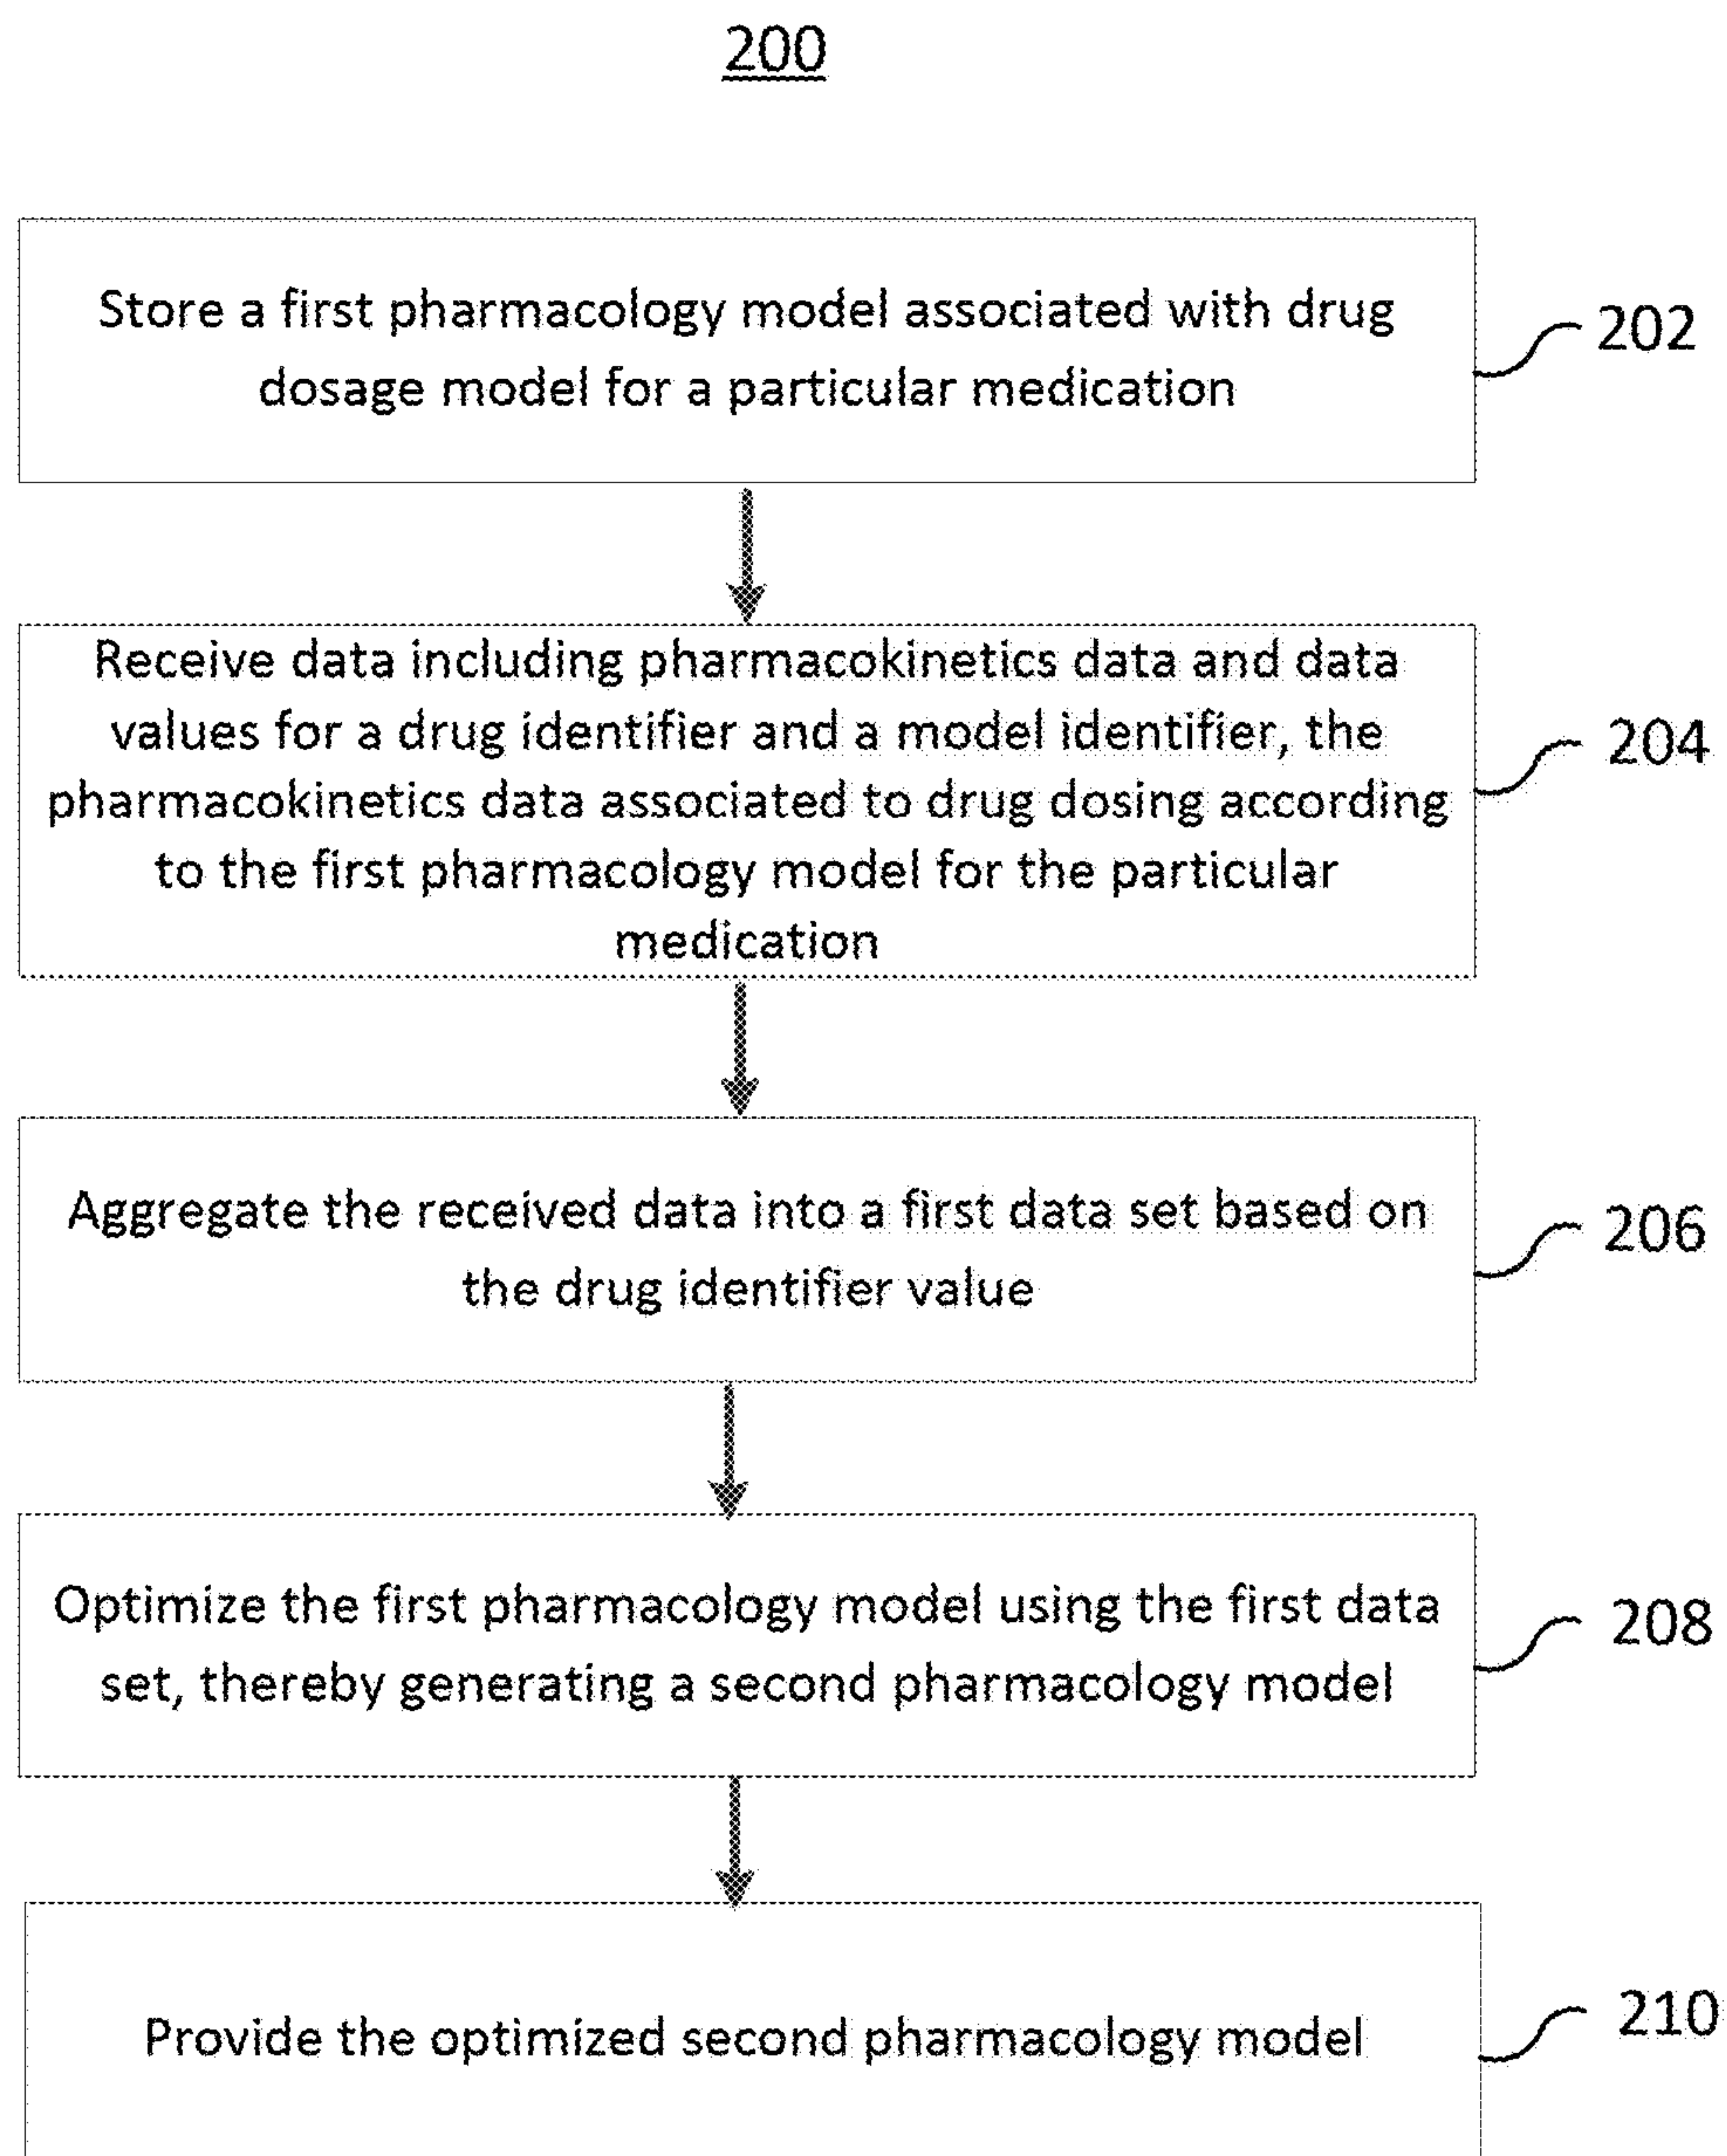 200
Store a first pharmacology model associated with drug
dosage model for a particular medication
202
Receive data including pharmacokinetics data and data
values for a drug identifier and a model identifier, the
pharmacokinetics data associated to drug dosing according
to the first pharmacology model for the particular
medication
204
Aggregate the received data into a first data set based on
the drug identifier value
206
Optimize the first pharmacology model using the first data
set, thereby generating a second pharmacology model
208
Provide the optimized second pharmacology model
210